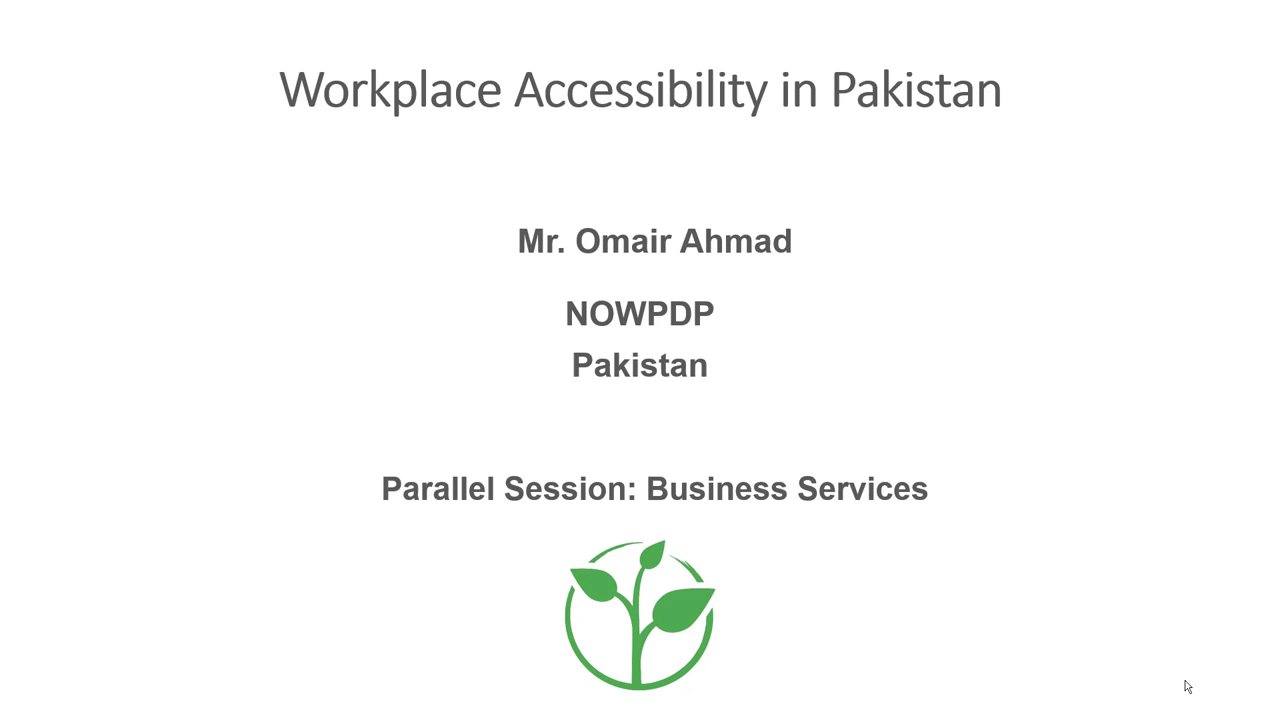 Workplace Accessibility in Pakistan
Mr. Omair Ahmad
NOWPDP
Pakistan
Parallel Session: Business Services